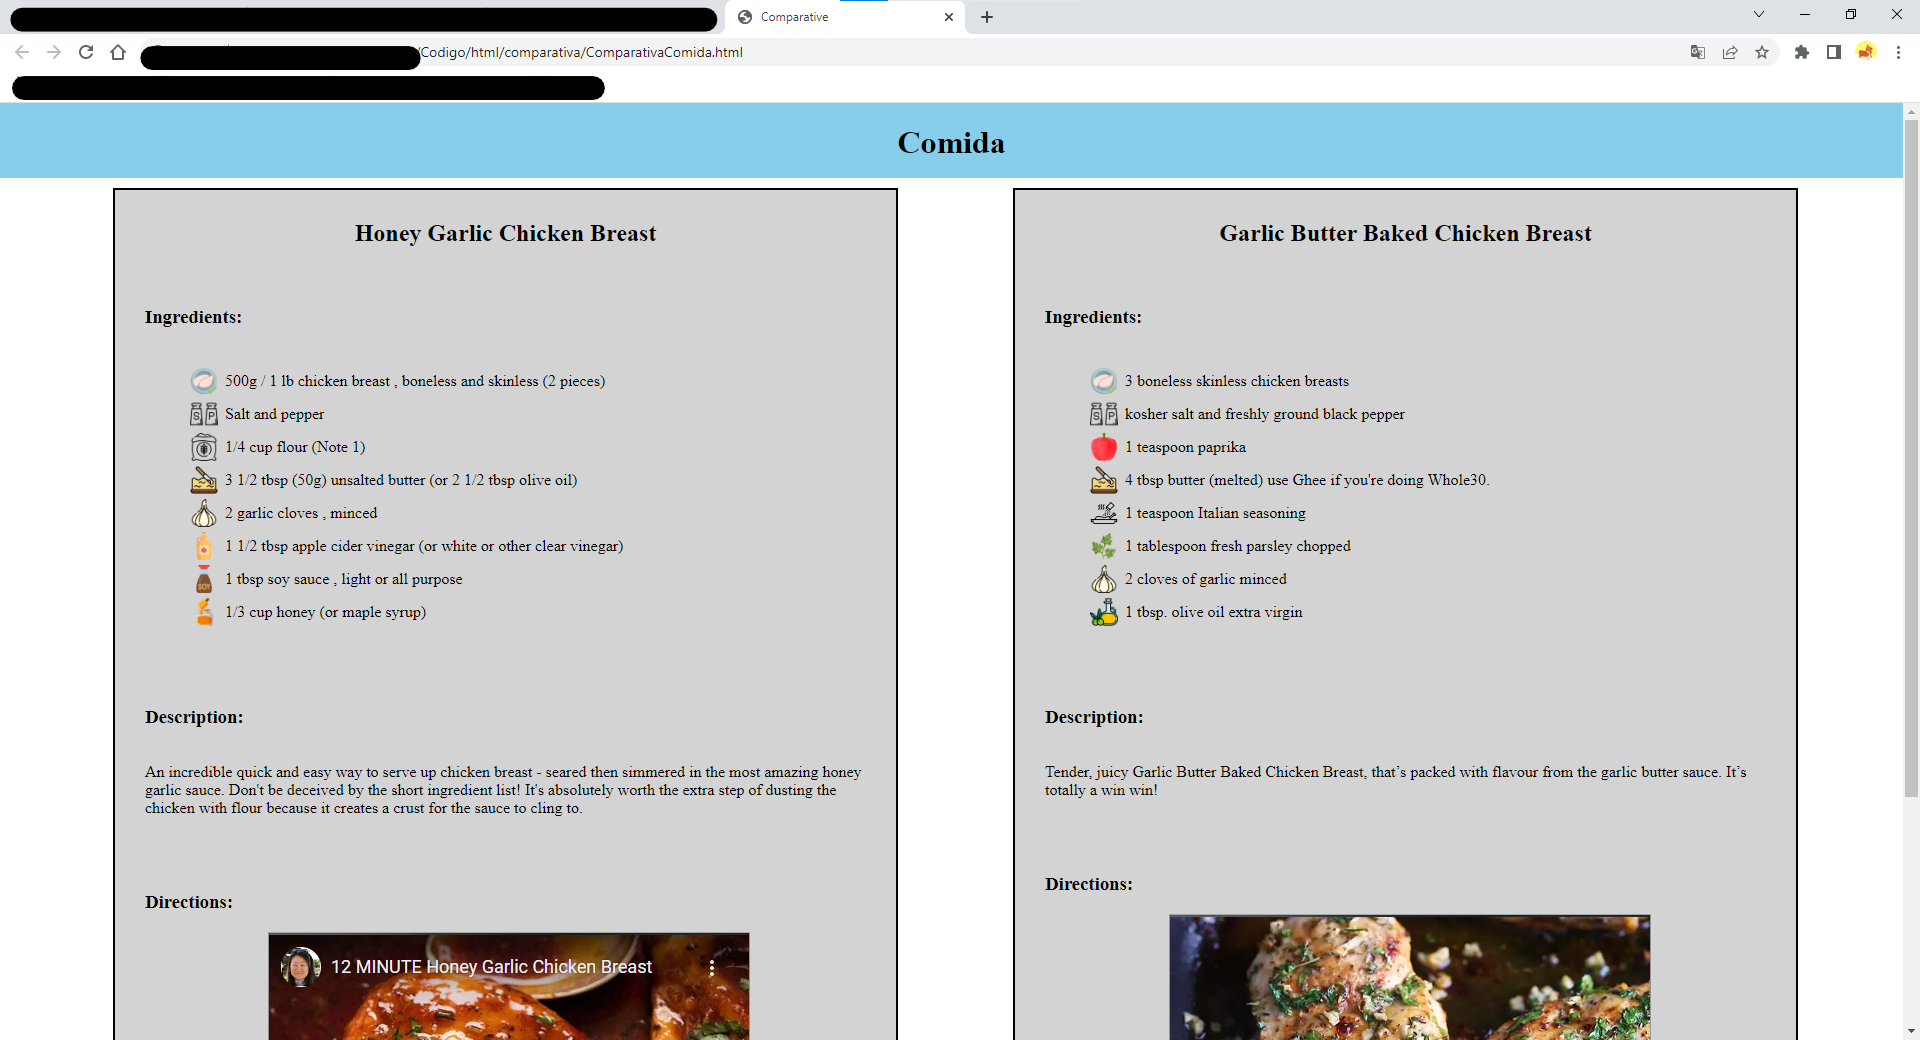 Comparative
/Codigo/html/comparativa/ComparativaComida.html
Comida
Honey Garlic Chicken Breast
Ingredients:
500g / 1 lb chicken breast , boneless and skinless (2 pieces)
S P Salt and pepper
1/4 cup flour (Note 1)
3 1/2 tbsp (50g) unsalted butter (or 2 1/2 tbsp olive oil)
2 garlic cloves , minced
1 1/2 tbsp apple cider vinegar (or white or other clear vinegar)
SOY 1 tbsp soy sauce , light or all purpose
1/3 cup honey (or maple syrup)
Description:
An incredible quick and easy way to serve up chicken breast - seared then simmered in the most amazing honey
garlic sauce. Don't be deceived by the short ingredient list! It's absolutely worth the extra step of dusting the
chicken with flour because it creates a crust for the sauce to cling to.
Directions:
12 MINUTE Honey Garlic Chicken Breast
Garlic Butter Baked Chicken Breast
Ingredients:
3 boneless skinless chicken breasts
S P kosher salt and freshly ground black pepper
1 teaspoon paprika
4 tbsp butter (melted) use Ghee if you're doing Whole30.
1 teaspoon Italian seasoning
1 tablespoon fresh parsley chopped
2 cloves of garlic minced
1 tbsp. olive oil extra virgin
Description:
Tender, juicy Garlic Butter Baked Chicken Breast, that’s packed with flavour from the garlic butter sauce. It’s
totally a win win!
Directions: